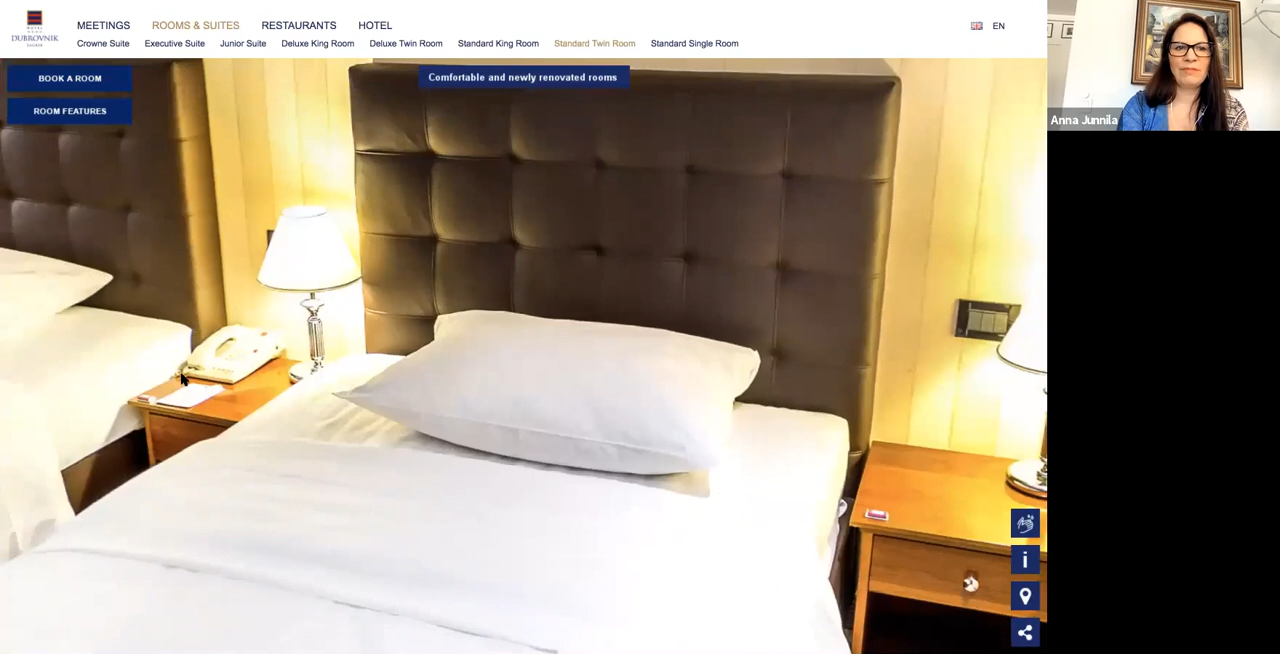 MEETINGS ROOMS & SUITES RESTAURANTS HOTEL EN
DUBROVNIK
Crowne Suite Executive Suite Junior Suite Deluxe King Room Deluxe Twin Room Standard King Room Standard Twin Room Standard Single Room
BOOK A ROOM
Comfortable and newly renovated rooms
ROOM FEATURES
Anna Junnila
i